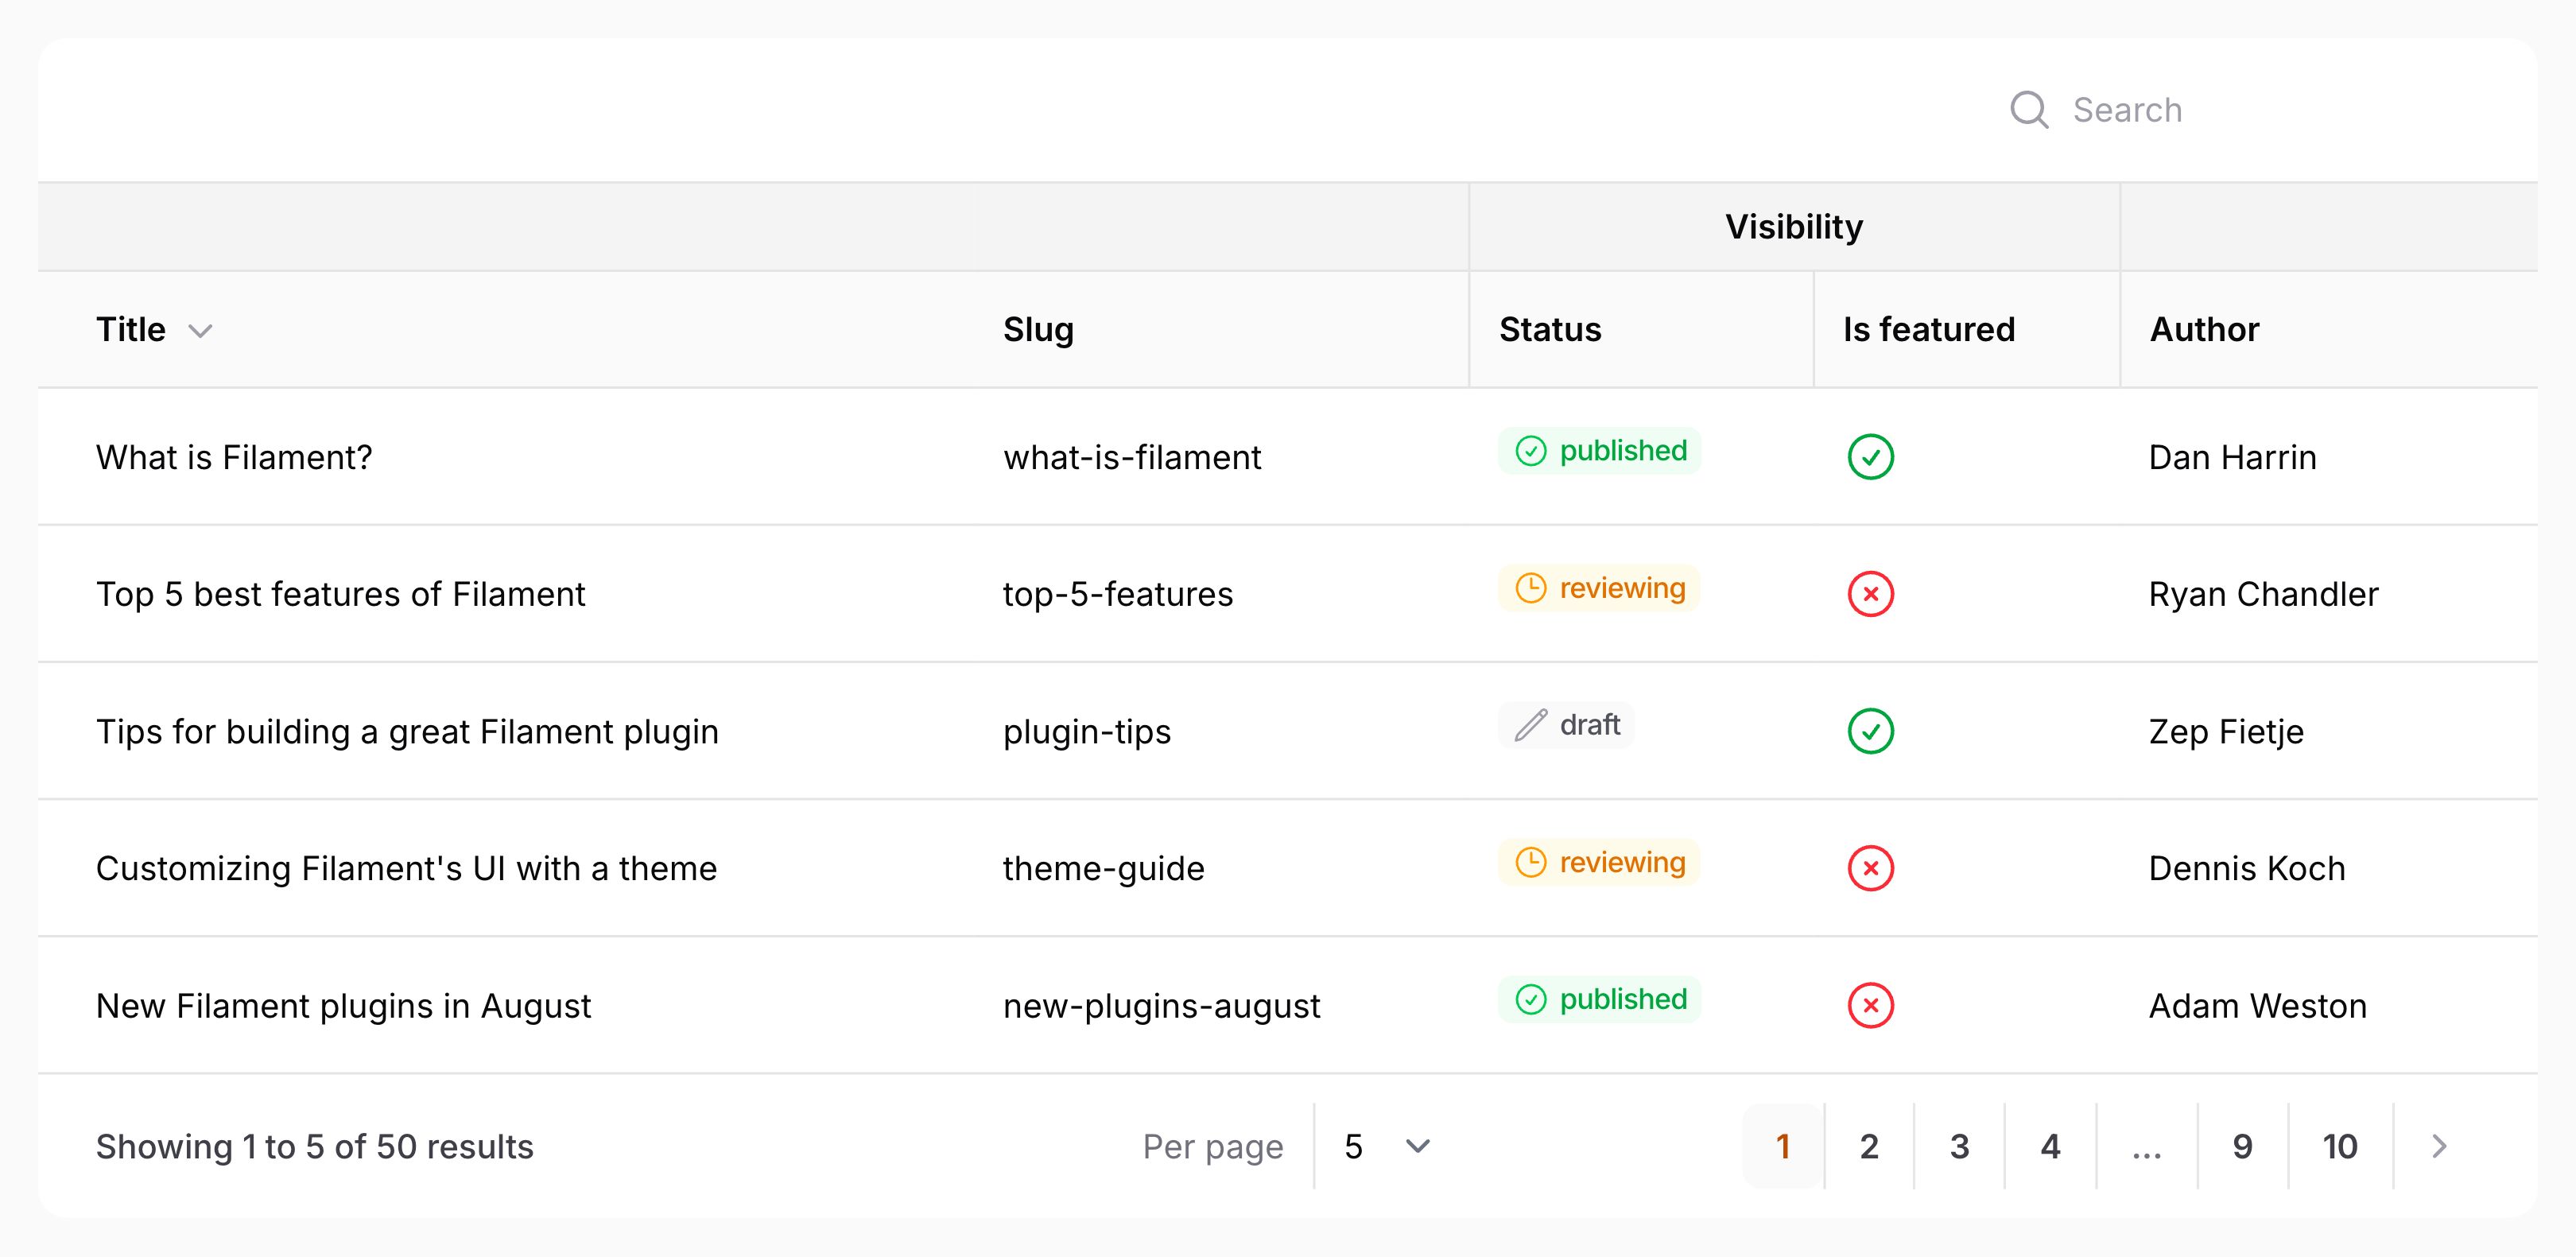 Search
Visibility
Title Slug Status Is featured Author
What is Filament? what-is-filament published Dan Harrin
Top 5 best features of Filament top-5-features reviewing Ryan Chandler
Tips for building a great Filament plugin plugin-tips draft Zep Fietje
Customizing Filament's UI with a theme theme-guide reviewing Dennis Koch
New Filament plugins in August new-plugins-august published Adam Weston
Showing 1 to 5 of 50 results Per page 5 1 2 3 4 ... 9 10